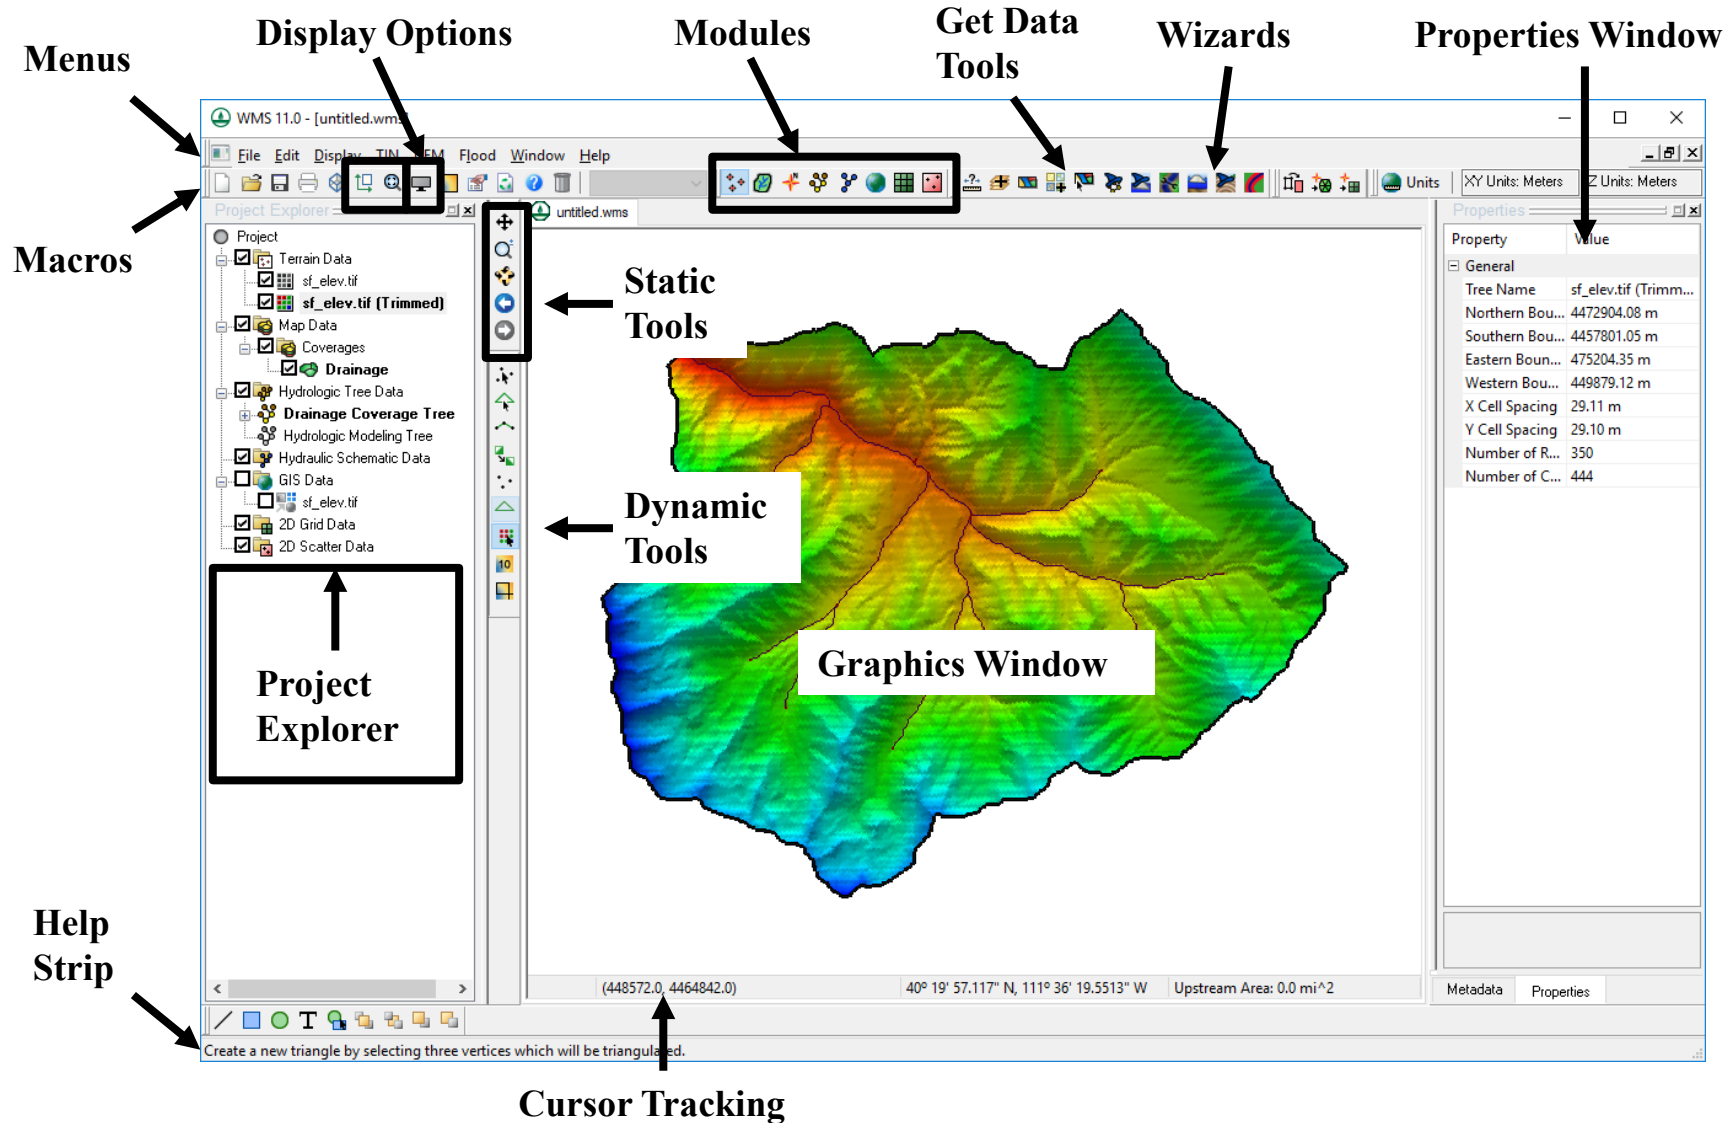 Display Options
Modules
Get Data
Tools
Wizards
Properties Window
Menus
WMS 11.0 - [untitled.wms]
File Edit Display TIN DEM Flood Window Help
Units
XY Units: Meters
Z Units: Meters
Macros
Project Explorer
untitled.wms
Properties
Project
Terrain Data
sf_elev.tif
sf_elev.tif (Trimmed)
Map Data
Coverages
Drainage
Hydrologic Tree Data
Drainage Coverage Tree
Hydrologic Modeling Tree
Hydraulic Schematic Data
GIS Data
sf_elev.tif
2D Grid Data
2D Scatter Data
Project
Explorer
10
Static
Tools
Dynamic
Tools
Graphics Window
Property Value
General
Tree Name sf_elev.tif (Trimm...
Northern Bou... 4472904.08 m
Southern Bou... 4457801.05 m
Eastern Boun... 475204.35 m
Western Bou... 449879.12 m
X Cell Spacing 29.11 m
Y Cell Spacing 29.10 m
Number of R... 350
Number of C... 444
Help
Strip
(448572.0, 4464842.0)
40º 19' 57.117" N, 111º 36' 19.5513" W
Upstream Area: 0.0 mi^2
Metadata Properties
T
Create a new triangle by selecting three vertices which will be triangulated.
Cursor Tracking